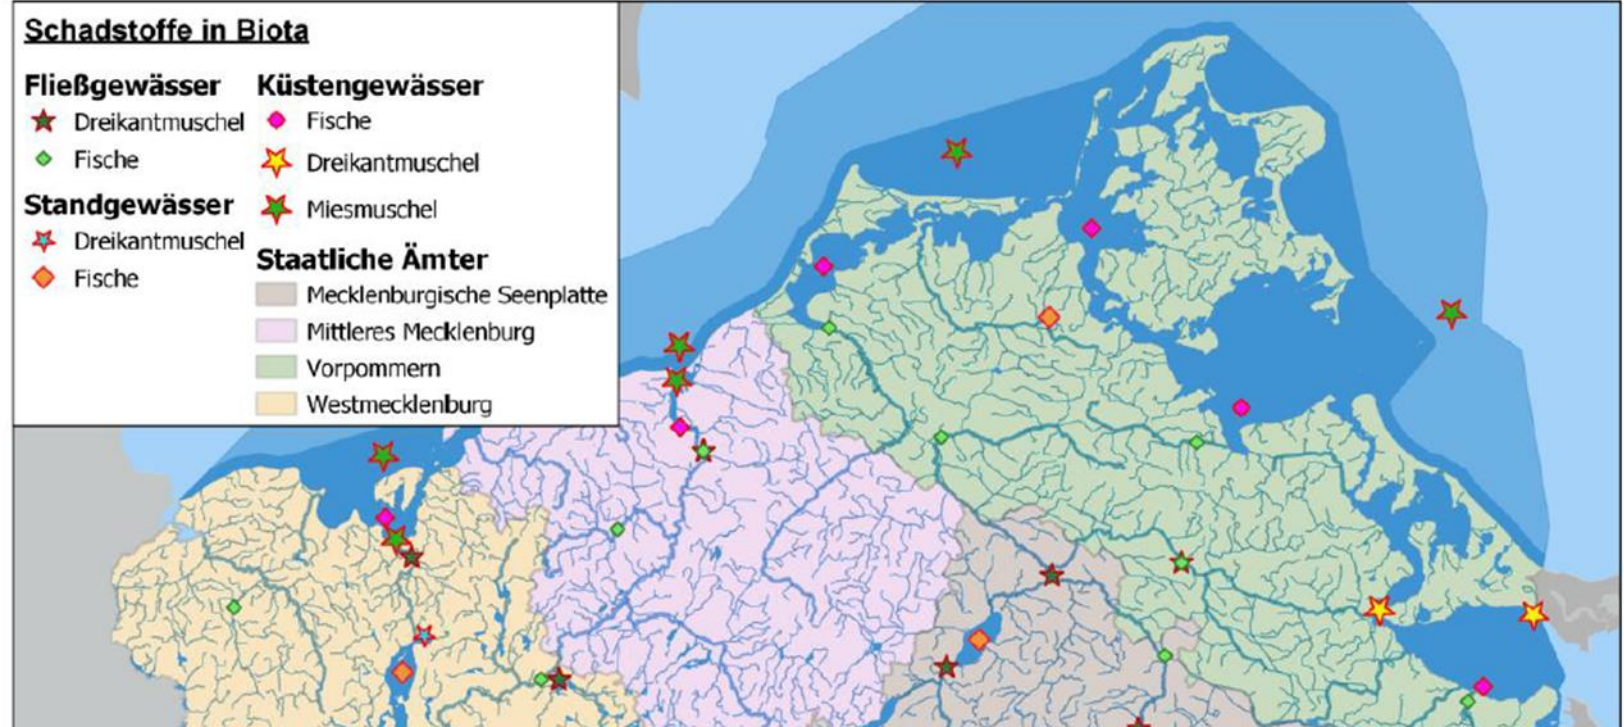 Schadstoffe in Biota
Fließgewässer
Dreikantmuschel
Fische
Standgewässer
Dreikantmuschel
Fische
Küstengewässer
Fische
Dreikantmuschel
Miesmuschel
Staatliche Ämter
Mecklenburgische Seenplatte
Mittleres Mecklenburg
Vorpommern
Westmecklenburg